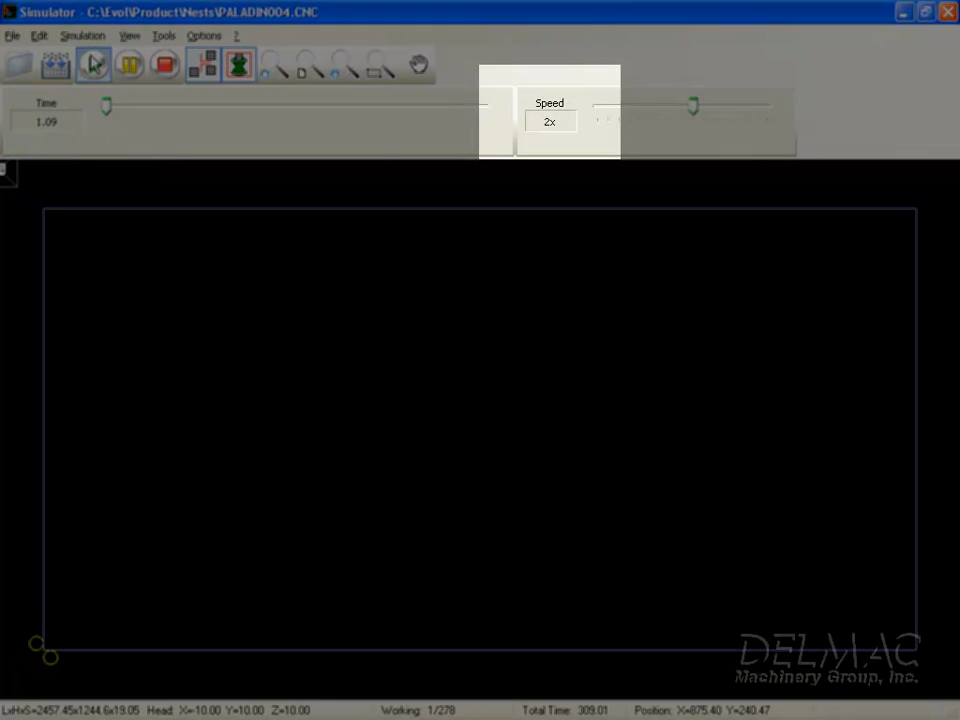 Simulator - C:\Evol\Product\Nests\PALADIN004.CNC
File Edit Simulation View Tools Options ?
Time
1.09
Speed
2x
DELMAC
Machinery Group, Inc.
LxHxS=2457.45x1244.6x19.05 Head: X=-10.00 Y=10.00 Z=10.00 Working: 1/278 Total Time: 309.01 Position: X=875.40 Y=240.47